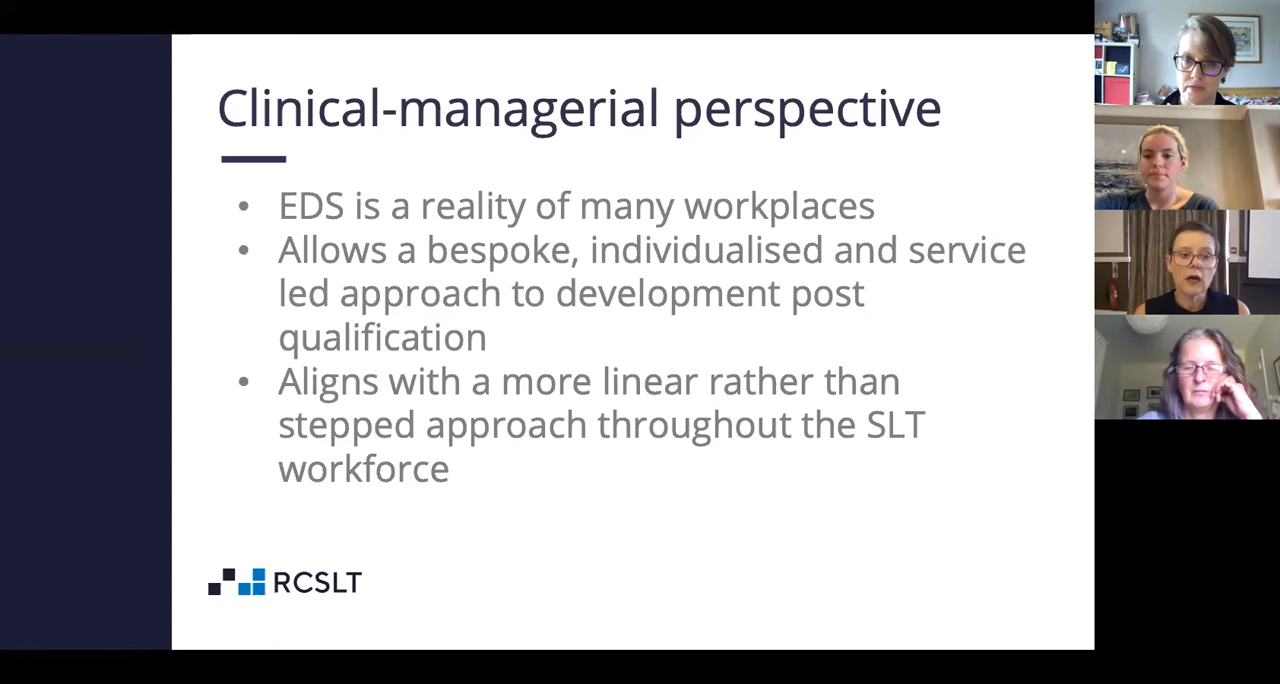 Clinical-managerial perspective
• EDS is a reality of many workplaces
• Allows a bespoke, individualised and service
led approach to development post
qualification
• Aligns with a more linear rather than
stepped approach throughout the SLT
workforce
RCSLT